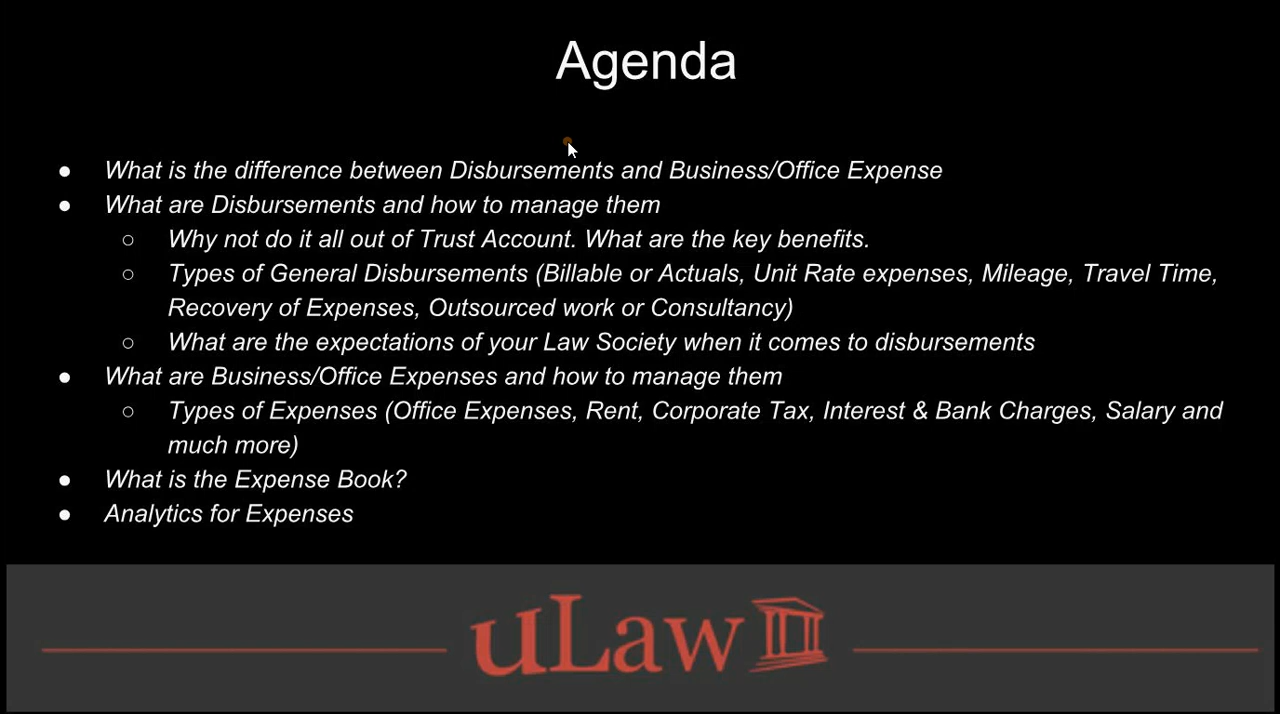 Agenda
● What is the difference between Disbursements and Business/Office Expense
● What are Disbursements and how to manage them
○ Why not do it all out of Trust Account. What are the key benefits.
○ Types of General Disbursements (Billable or Actuals, Unit Rate expenses, Mileage, Travel Time,
Recovery of Expenses, Outsourced work or Consultancy)
○ What are the expectations of your Law Society when it comes to disbursements
● What are Business/Office Expenses and how to manage them
○ Types of Expenses (Office Expenses, Rent, Corporate Tax, Interest & Bank Charges, Salary and
much more)
● What is the Expense Book?
● Analytics for Expenses
uLaw